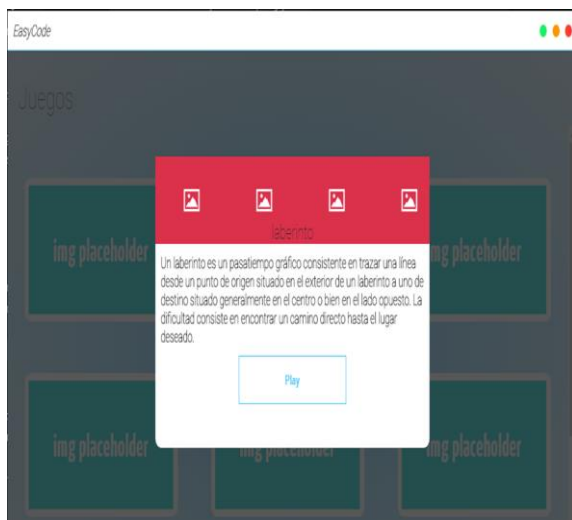 EasyCode
Juegos
laberinto
img placeholder
mg placeholder
Un laberinto es un pasatiempo gráfico consistente en trazar una línea
desde un punto de origen situado en el exterior de un laberinto a uno de
destino situado generalmente en el centro o bien en el lado opuesto. La
dificultad consiste en encontrar un camino directo hasta el lugar
deseado.
Play
img placeholder
img placeholder
mg placeholder